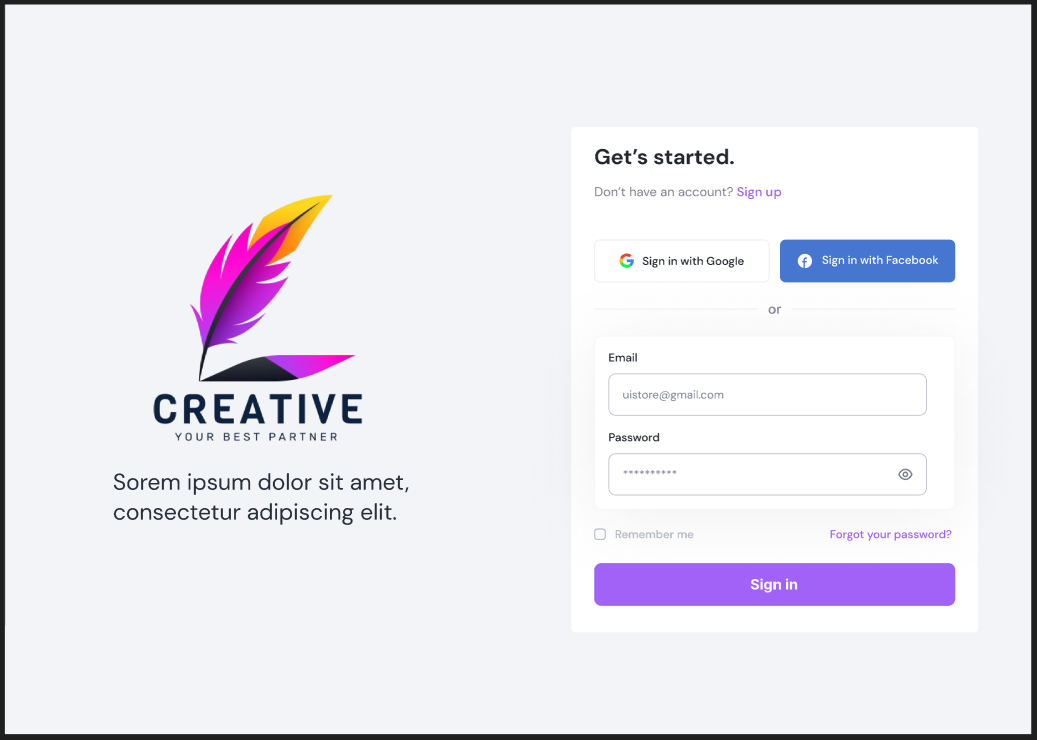 CREATIVE
YOUR BEST PARTNER
Sorem ipsum dolor sit amet,
consectetur adipiscing elit.
Get’s started.
Don’t have an account? Sign up
Sign in with Google
Sign in with Facebook
or
Email
uistore@gmail.com
Password
**********
Remember me
Forgot your password?
Sign in